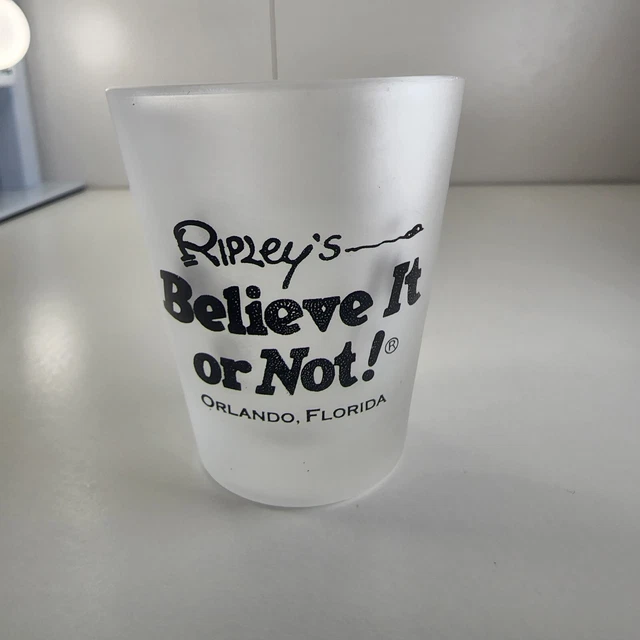 Ripley's
Believe It
or Not!®
Orlando, Florida